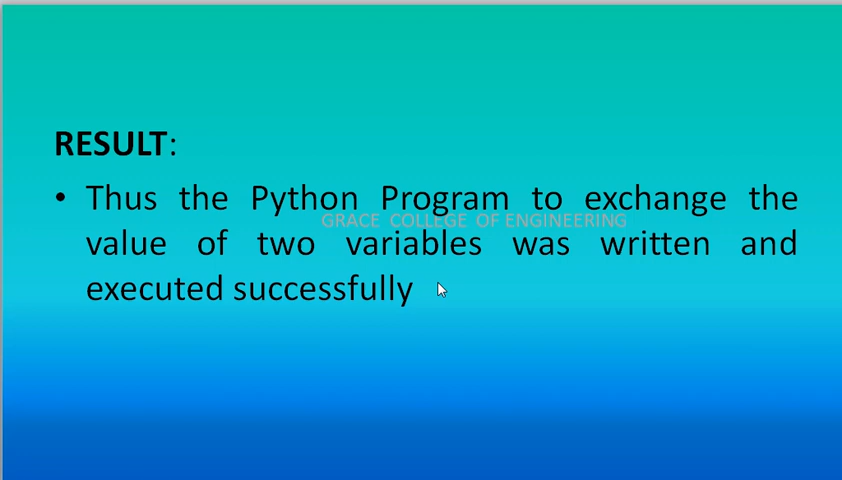 RESULT:
• Thus the Python Program to exchange the
GRACE COLLEGE OF ENGINEERING
value of two variables was written and
executed successfully